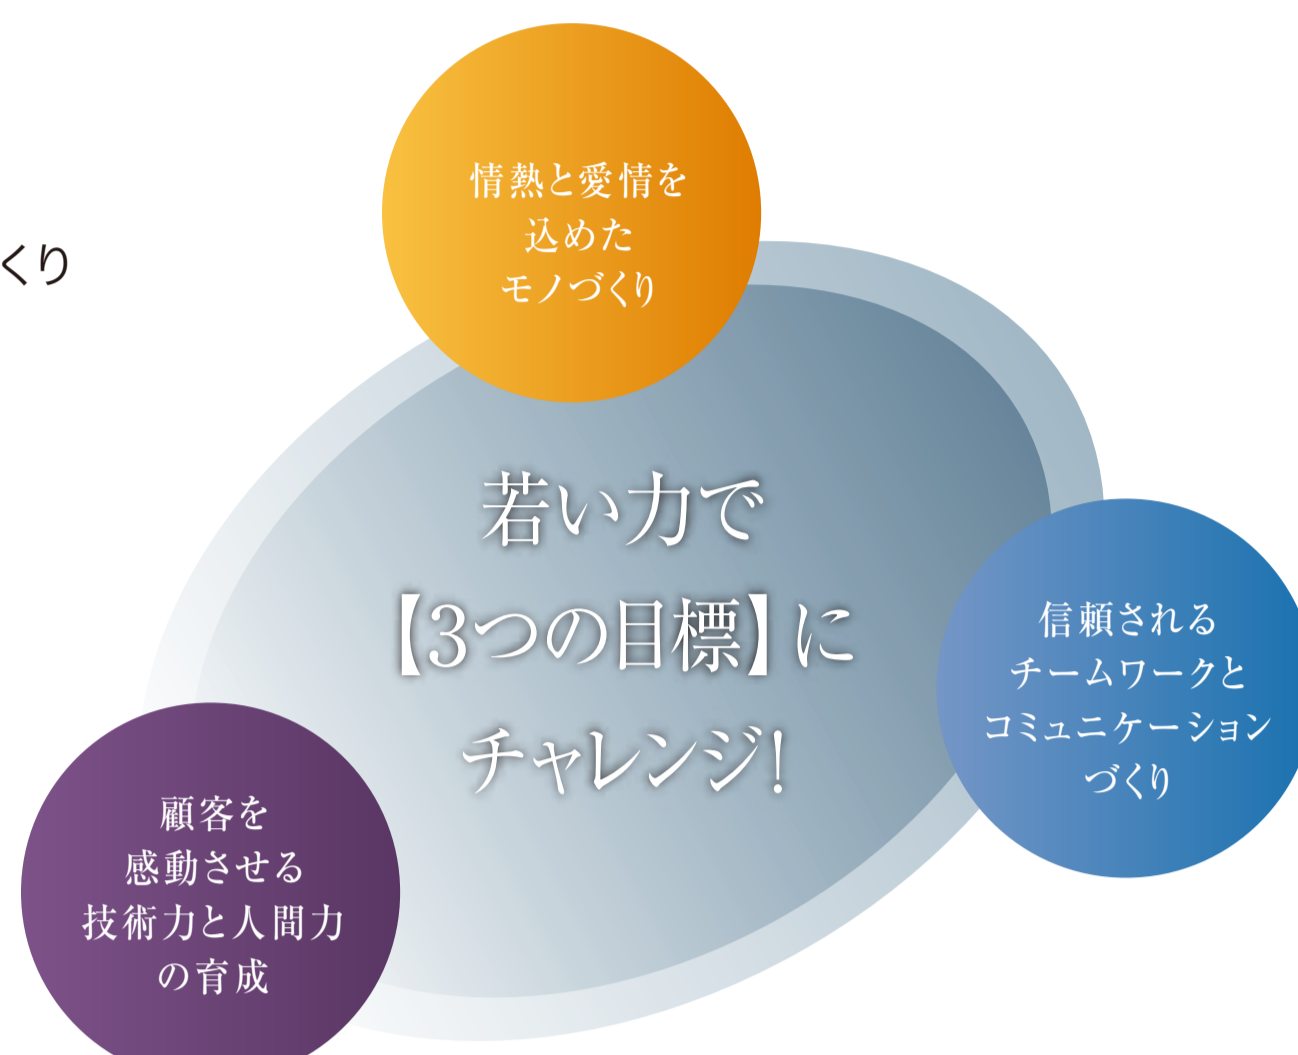 情熱と愛情を
込めた
モノづくり
くり
若い力で
【3つの目標】に
チャレンジ!
信頼される
チームワークと
コミュニケーション
づくり
顧客を
感動させる
技術力と人間力
の育成